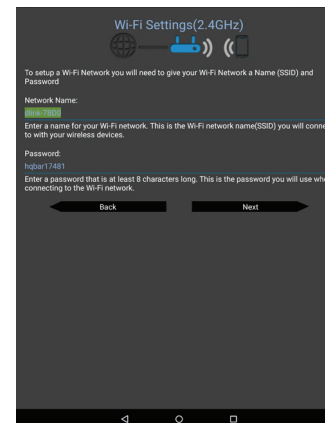 Wi-Fi Settings(2.4GHz)
To setup a Wi-Fi Network you will need to give your Wi-Fi Network a Name (SSID) and
Password
Network Name:
dlink-78D0
Enter a name for your Wi-Fi network. This is the Wi-Fi network name(SSID) you will conne
to with your wireless devices.
Password:
hqbar17481
Enter a password that is at least 8 characters long. This is the password you will use whe
connecting to the Wi-Fi network.
Back
Next